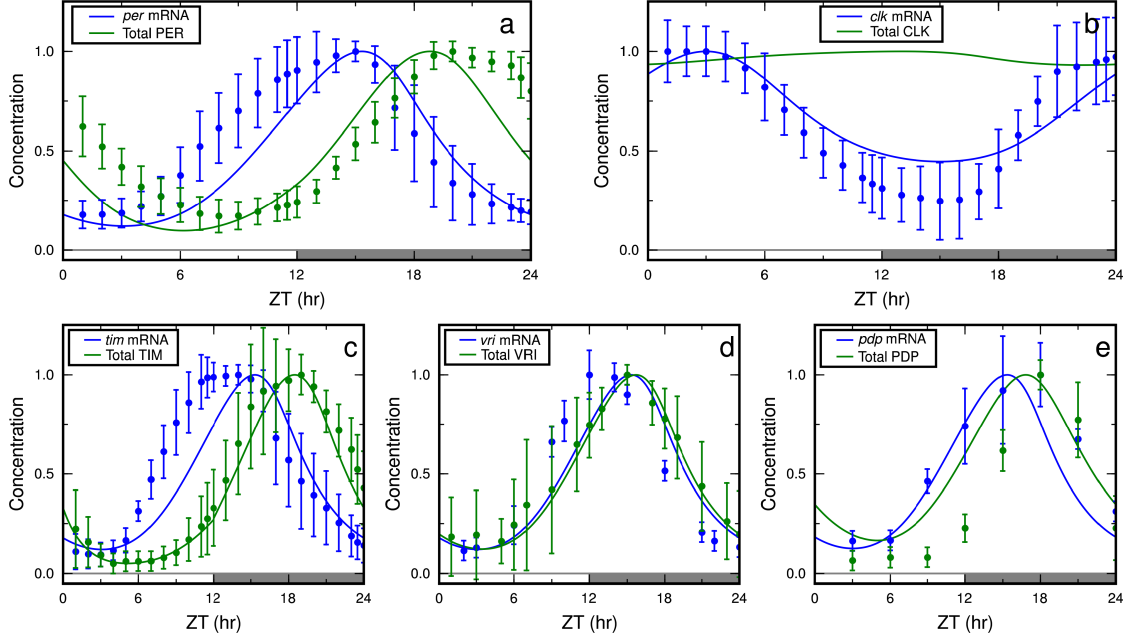 a
per mRNA
Total PER
Concentration
1.0
0.5
0.0
0 6 12 18 24
ZT (hr)
b
clk mRNA
Total CLK
Concentration
1.0
0.5
0.0
0 6 12 18 24
ZT (hr)
c
tim mRNA
Total TIM
Concentration
1.0
0.5
0.0
0 6 12 18 24
ZT (hr)
d
vri mRNA
Total VRI
Concentration
1.0
0.5
0.0
0 6 12 18 24
ZT (hr)
e
pdp mRNA
Total PDP
Concentration
1.0
0.5
0.0
0 6 12 18 24
ZT (hr)